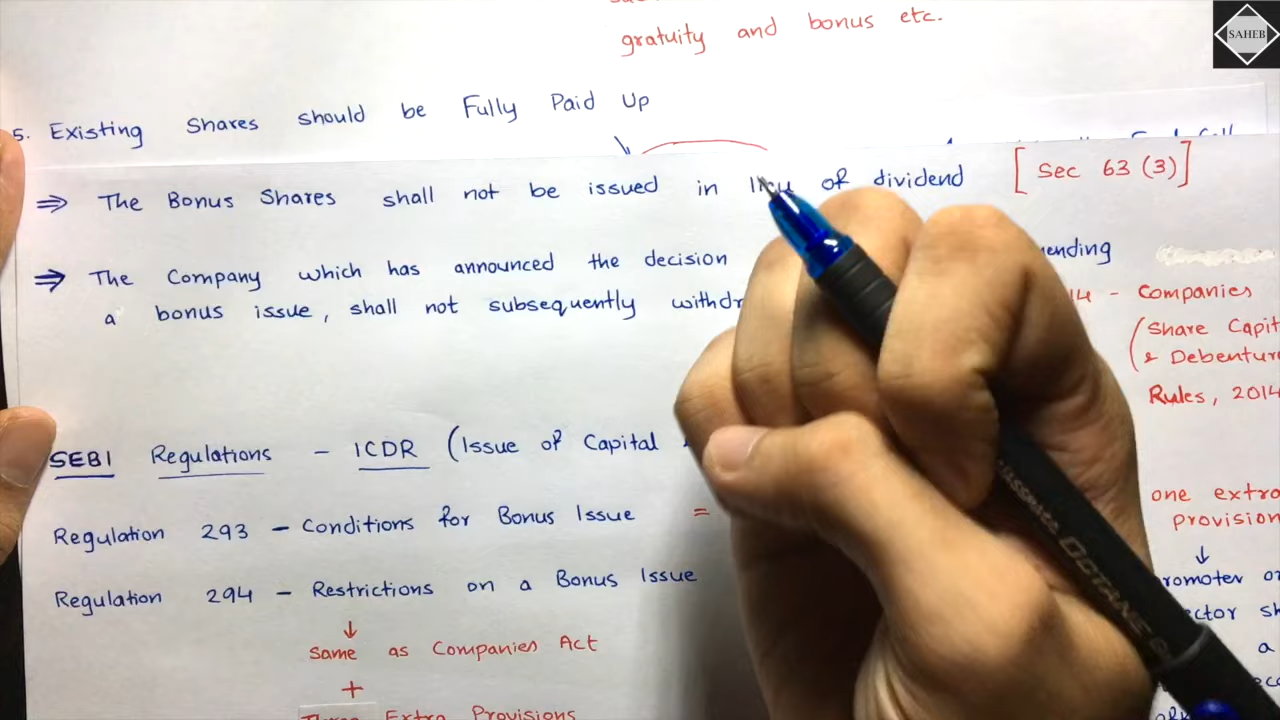 SAHEB
gratuity and bonus etc.
5. Existing Shares should be Fully Paid Up
⇒ The Bonus Shares shall not be issued in lieu of dividend [Sec 63 (3)]
⇒ The Company which has announced the decision
a bonus issue, shall not subsequently
14 - Companies
(Share
&
Rules, 2014
SEBI Regulations - ICDR (Issue of Capital
Regulation 293 - Conditions for Bonus Issue =
one extra
provision
↓
Regulation 294 - Restrictions on a Bonus Issue
↓
Same as Companies Act
+
Extra Provisions
or
a